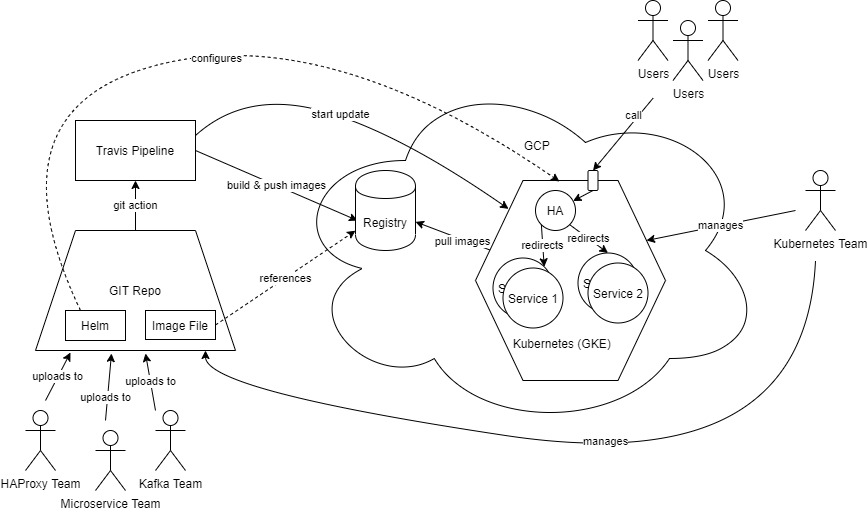 Users
Users
Users
configures
call
start update
GCP
Travis Pipeline
build & push images
HA
Kubernetes Team
manages
git action
Registry
pull images
redirects
redirects
references
GIT Repo
S
Service 1
S
Service 2
Helm
Image File
Kubernetes (GKE)
uploads to
uploads to
uploads to
manages
HAProxy Team
Microservice Team
Kafka Team